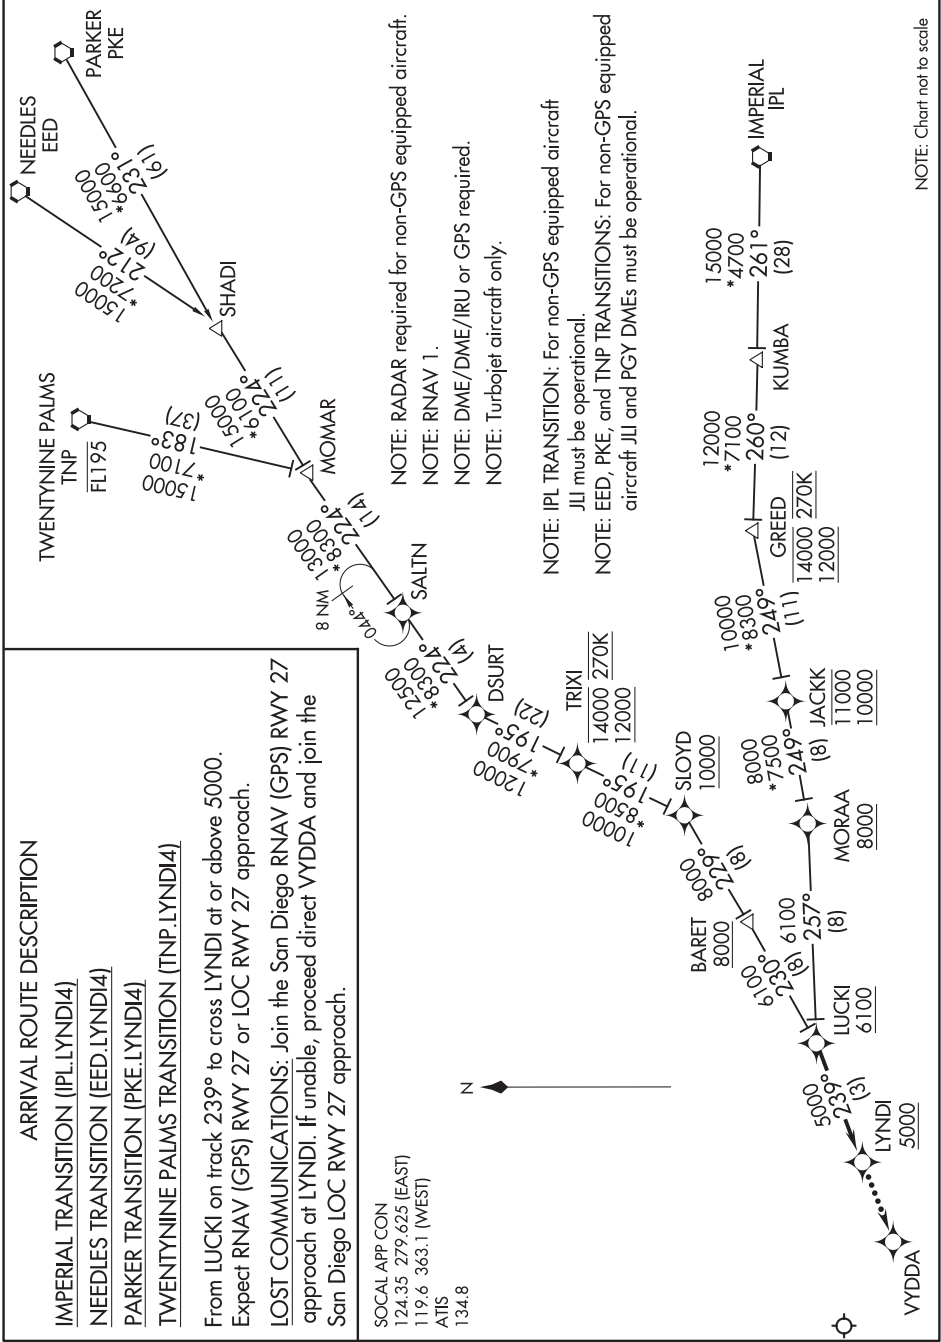 ARRIVAL ROUTE DESCRIPTION
IMPERIAL TRANSITION (IPL.LYNDI4)
NEEDLES TRANSITION (EED.LYNDI4)
PARKER TRANSITION (PKE.LYNDI4)
TWENTYNINE PALMS TRANSITION (TNP.LYNDI4)
From LUCKI on track 239° to cross LYNDI at or above 5000.
Expect RNAV (GPS) RWY 27 or LOC RWY 27 approach.
LOST COMMUNICATIONS: Join the San Diego RNAV (GPS) RWY 27
approach at LYNDI. If unable, proceed direct VYDDA and join the
San Diego LOC RWY 27 approach.
SOCAL APP CON
124.35 279.625 (EAST)
119.6 363.1 (WEST)
ATIS
134.8
N
TWENTYNINE PALMS
TNP
FL195
15000
*7100
183°
(37)
NEEDLES
EED
15000
*7200
212°
(94)
PARKER
PKE
15000
*6600
231°
(61)
SHADI
15000
*6100
224°
(11)
MOMAR
13000
*8300
224°
(14)
8 NM
044°
SALTN
12500
*8300
224°
(4)
DSURT
12000
*7900
195°
(22)
TRIXI
14000 270K
12000
10000
*8500
195°
(11)
SLOYD
10000
8000
229°
(8)
BARET
8000
6100
230°
(8)
NOTE: RADAR required for non-GPS equipped aircraft.
NOTE: RNAV 1.
NOTE: DME/DME/IRU or GPS required.
NOTE: Turbojet aircraft only.
NOTE: IPL TRANSITION: For non-GPS equipped aircraft
JLI must be operational.
NOTE: EED, PKE, and TNP TRANSITIONS: For non-GPS equipped
aircraft JLI and PGY DMEs must be operational.
IMPERIAL
IPL
15000
*4700
261°
(28)
KUMBA
12000
*7100
260°
(12)
GREED
14000 270K
12000
10000
*8300
249°
(11)
JACKK
11000
10000
8000
*7500
249°
(8)
MORAA
8000
6100
257°
(8)
LUCKI
6100
5000
239°
(3)
LYNDI
5000
VYDDA
NOTE: Chart not to scale